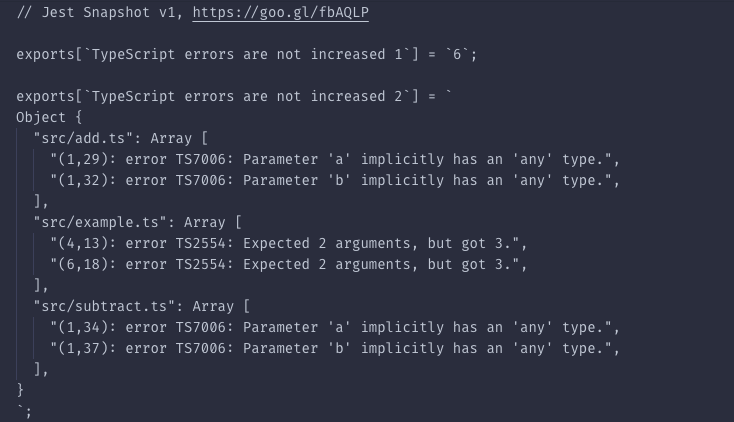 // Jest Snapshot v1, https://goo.gl/fbAQLP

exports[`TypeScript errors are not increased 1`] = `6`;

exports[`TypeScript errors are not increased 2`] = `
Object {
  "src/add.ts": Array [
    "(1,29): error TS7006: Parameter 'a' implicitly has an 'any' type.",
    "(1,32): error TS7006: Parameter 'b' implicitly has an 'any' type.",
  ],
  "src/example.ts": Array [
    "(4,13): error TS2554: Expected 2 arguments, but got 3.",
    "(6,18): error TS2554: Expected 2 arguments, but got 3.",
  ],
  "src/subtract.ts": Array [
    "(1,34): error TS7006: Parameter 'a' implicitly has an 'any' type.",
    "(1,37): error TS7006: Parameter 'b' implicitly has an 'any' type.",
  ],
}
`;